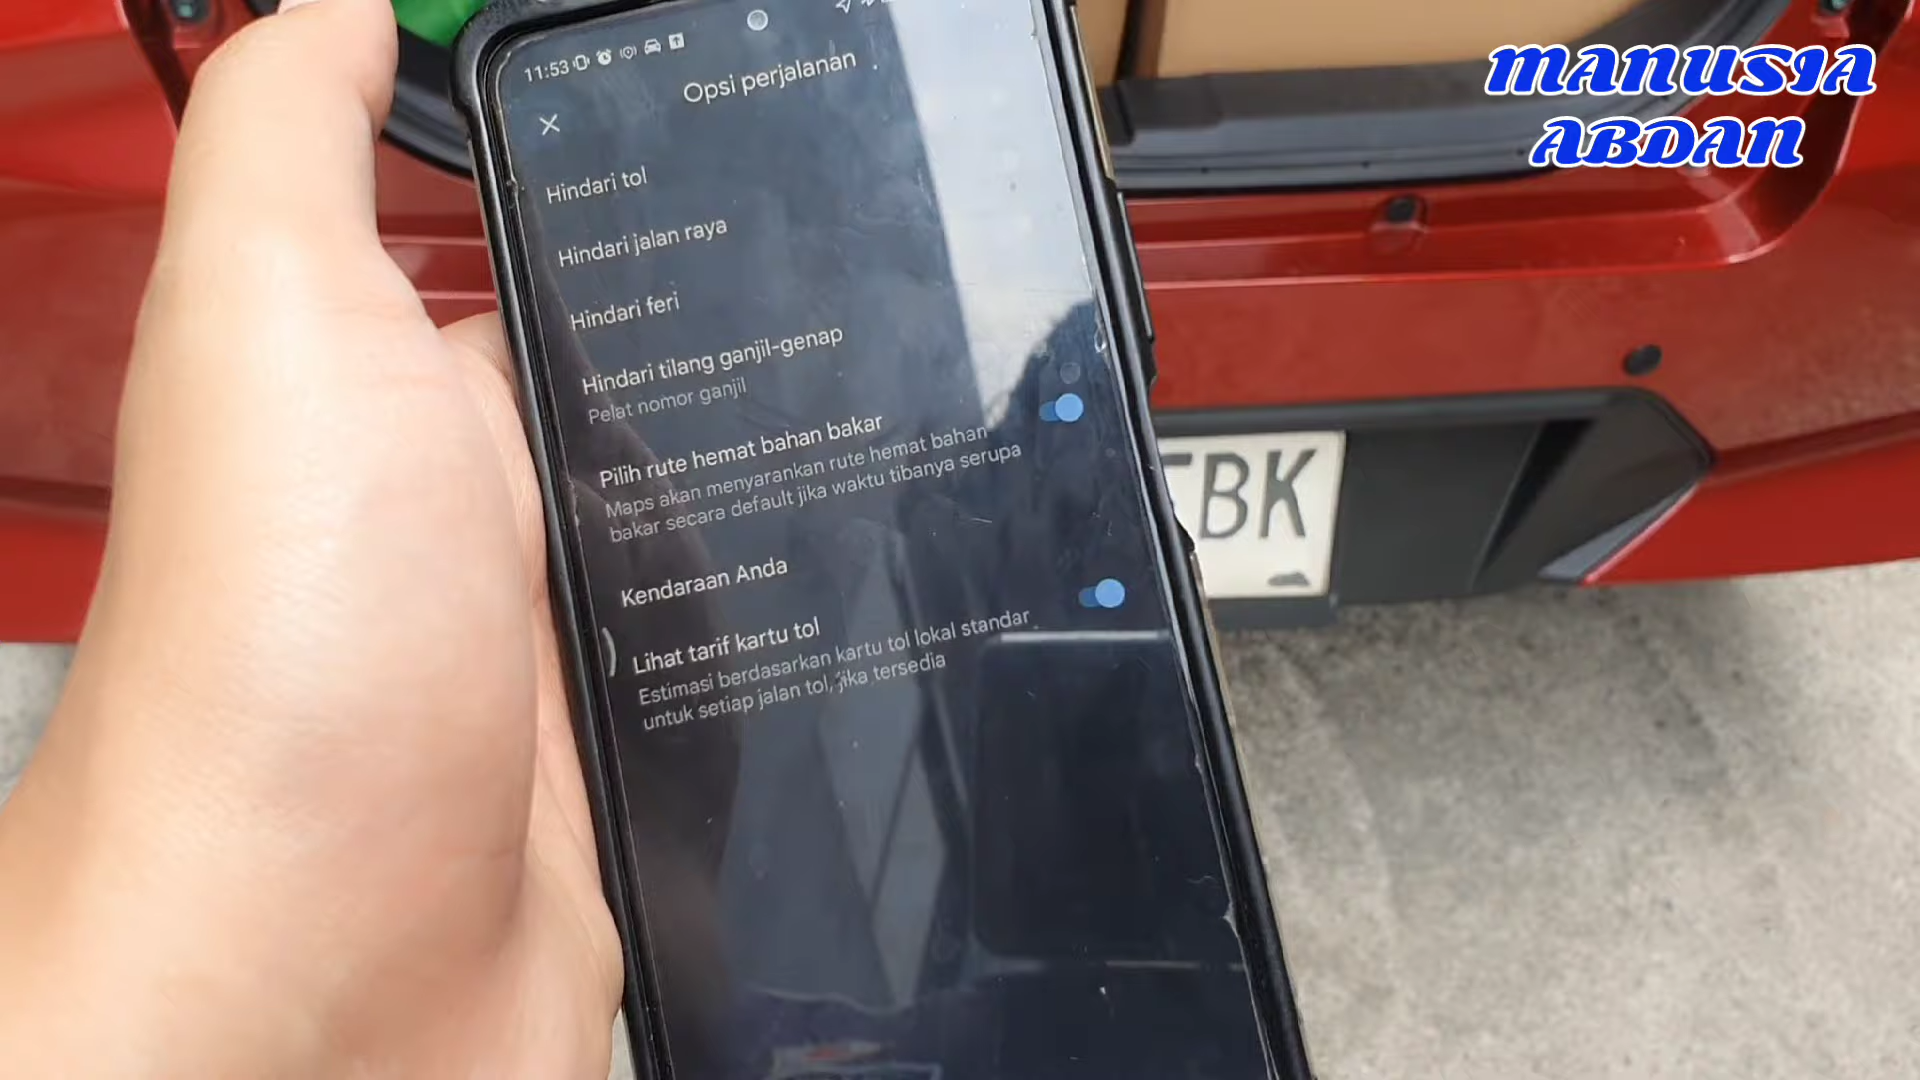 MANUSIA
ABDAN
11:53
Opsi perjalanan
Hindari tol
Hindari jalan raya
Hindari feri
Hindari tilang ganjil-genap
Pelat nomor ganjil
Pilih rute hemat bahan bakar
Maps akan menyarankan rute hemat bahan
bakar secara default jika waktu tibanya serupa
Kendaraan Anda
Lihat tarif kartu tol
Estimasi berdasarkan kartu tol lokal standar
untuk setiap jalan tol, jika tersedia
BK